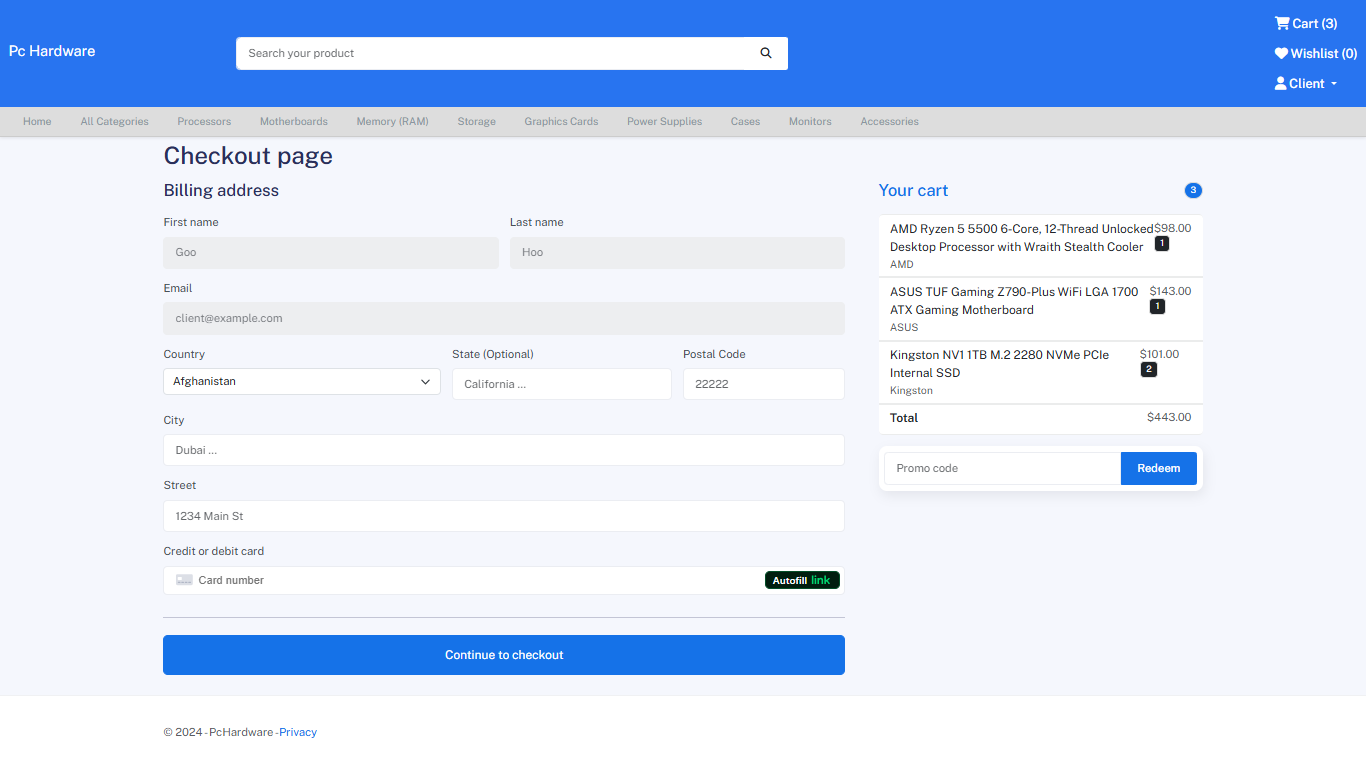 Pc Hardware
Search your product
Cart (3)
Wishlist (0)
Client
Home All Categories Processors Motherboards Memory (RAM) Storage Graphics Cards Power Supplies Cases Monitors Accessories
Checkout page
Billing address
First name Last name
Goo Hoo
Email
client@example.com
Country State (Optional) Postal Code
Afghanistan California ... 22222
City
Dubai ...
Street
1234 Main St
Credit or debit card
Card number Autofill link
Continue to checkout
Your cart 3
AMD Ryzen 5 5500 6-Core, 12-Thread Unlocked $98.00
Desktop Processor with Wraith Stealth Cooler 1
AMD
ASUS TUF Gaming Z790-Plus WiFi LGA 1700 $143.00
ATX Gaming Motherboard 1
ASUS
Kingston NV1 1TB M.2 2280 NVMe PCIe $101.00
Internal SSD 2
Kingston
Total $443.00
Promo code Redeem
© 2024 - PcHardware - Privacy